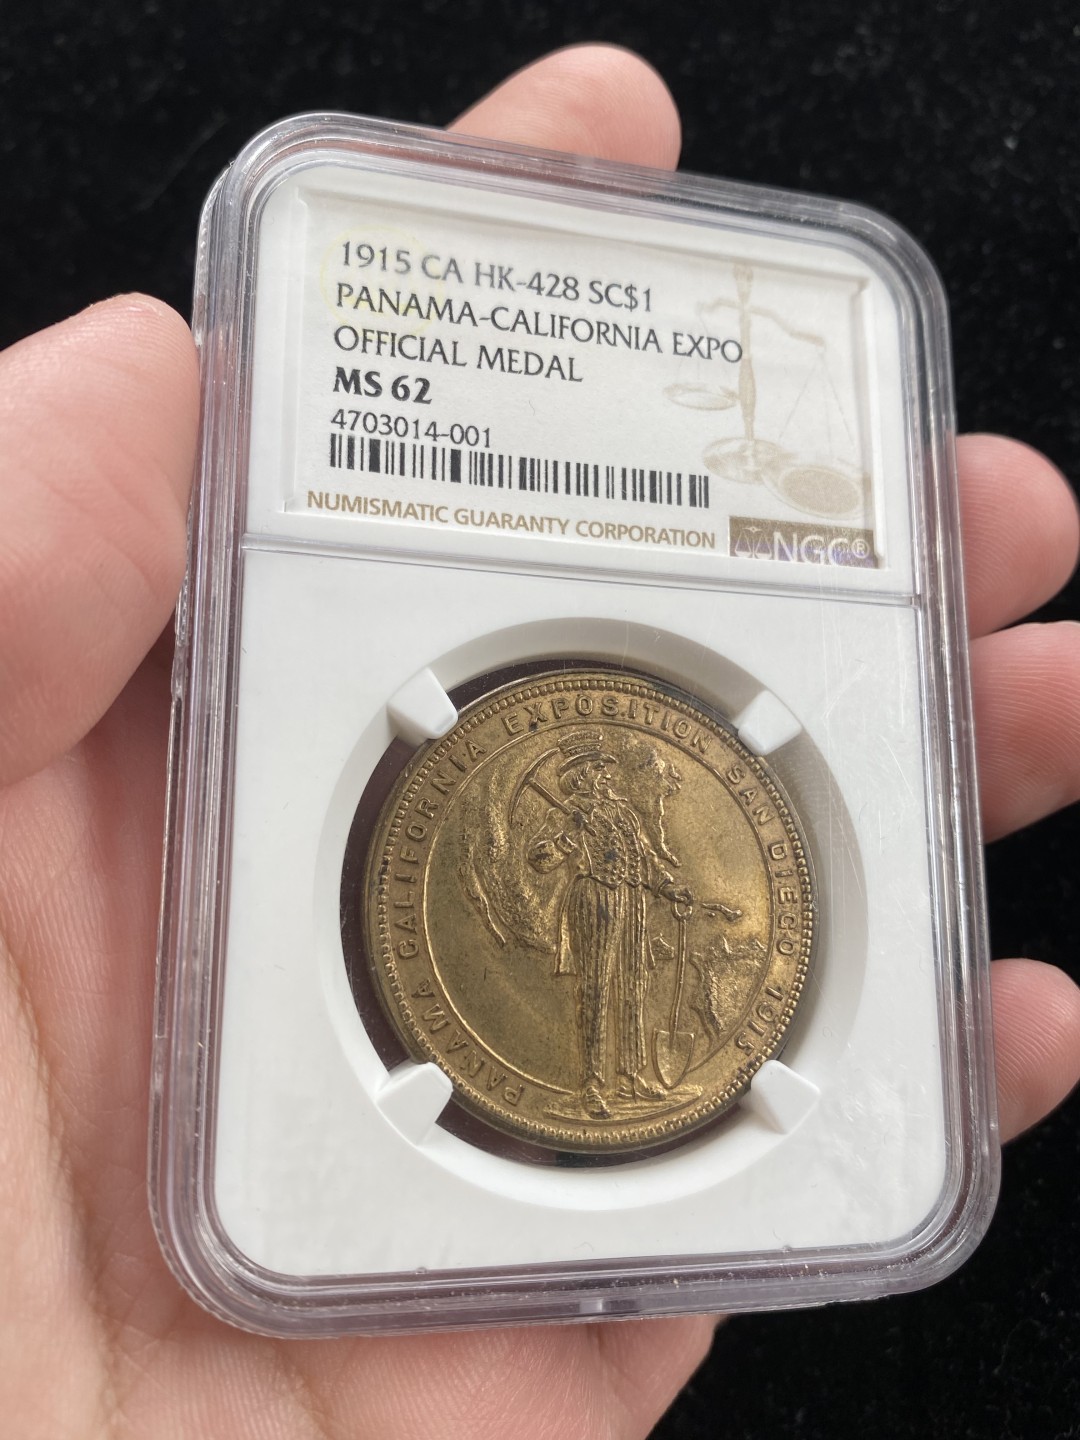 1915 CA HK-428 SC$1
PANAMA-CALIFORNIA EXPO
OFFICIAL MEDAL
MS 62
4703014-001
NUMISMATIC GUARANTY CORPORATION
NGC®
PANAMA CALIFORNIA EXPOSITION SAN DIEGO 1915